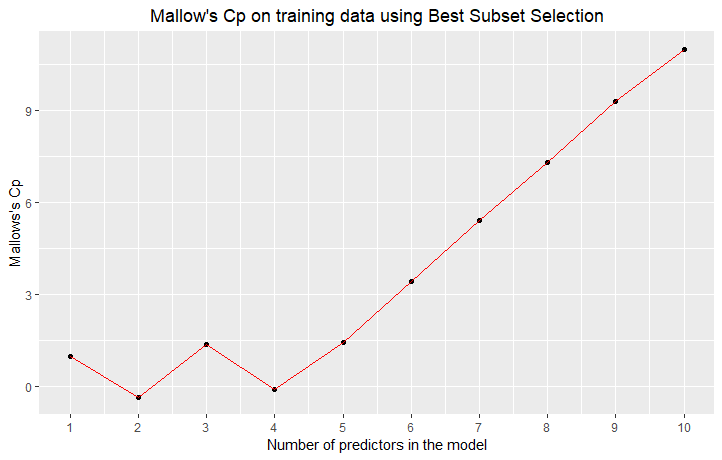 Mallow's Cp on training data using Best Subset Selection
Mallows's Cp
9
6
3
0
1 2 3 4 5 6 7 8 9 10
Number of predictors in the model